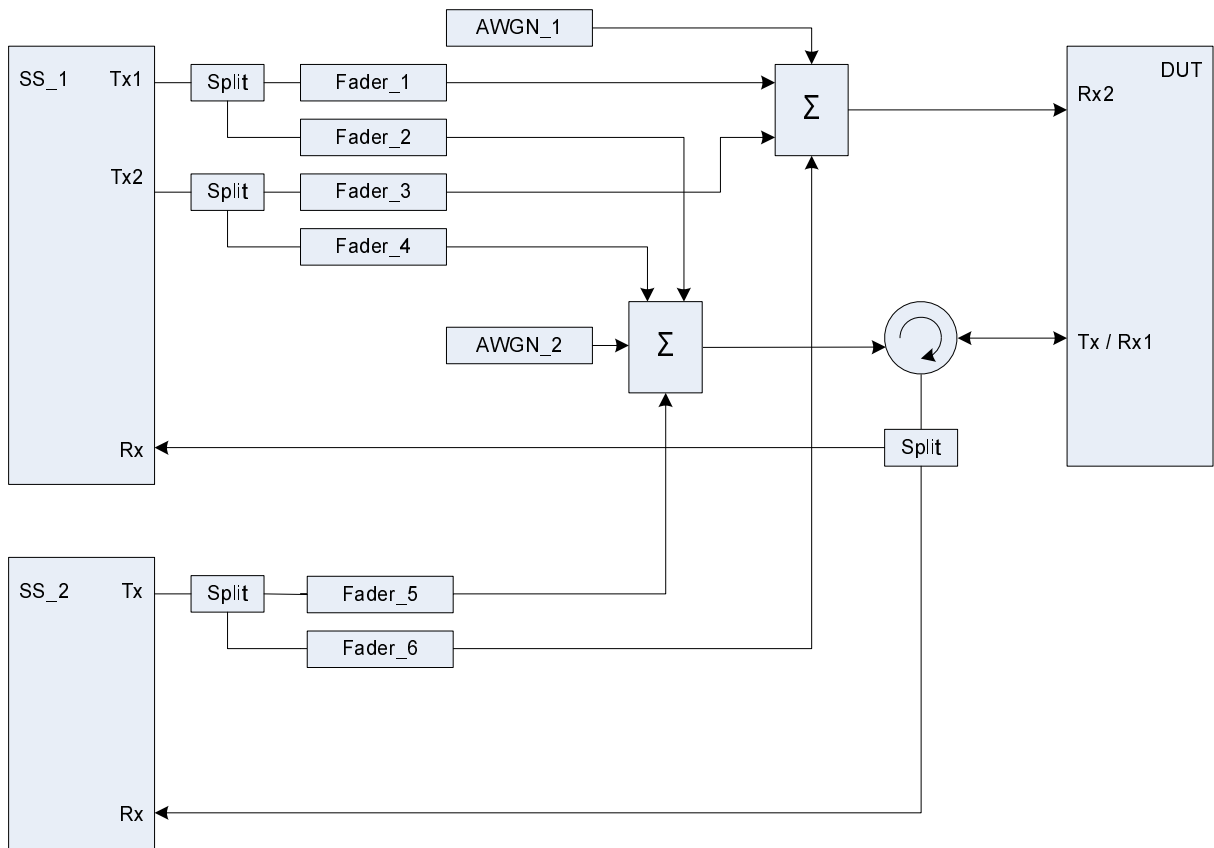 AWGN_1
SS_1
Tx1
Split
Fader_1
Σ
DUT
Rx2
Fader_2
Tx2
Split
Fader_3
Fader_4
AWGN_2
Σ
Tx / Rx1
Rx
Split
SS_2
Tx
Split
Fader_5
Fader_6
Rx